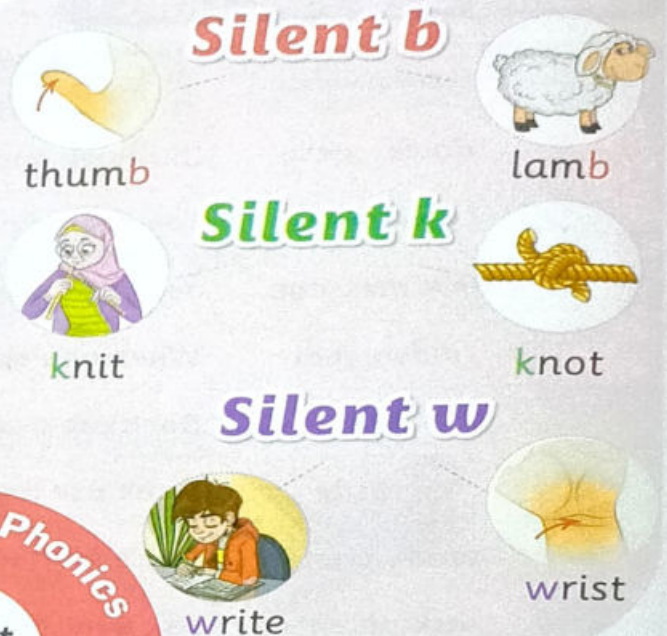 Silent b
thumb
lamb
Silent k
knit
knot
Silent w
write
wrist
Phonics